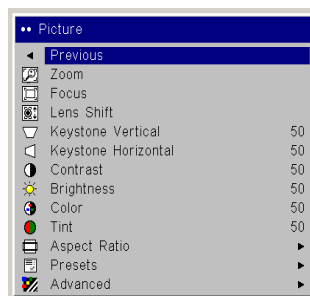 Picture
Previous
Zoom
Focus
Lens Shift
Keystone Vertical 50
Keystone Horizontal 50
Contrast 50
Brightness 50
Color 50
Tint 50
Aspect Ratio
Presets
Advanced